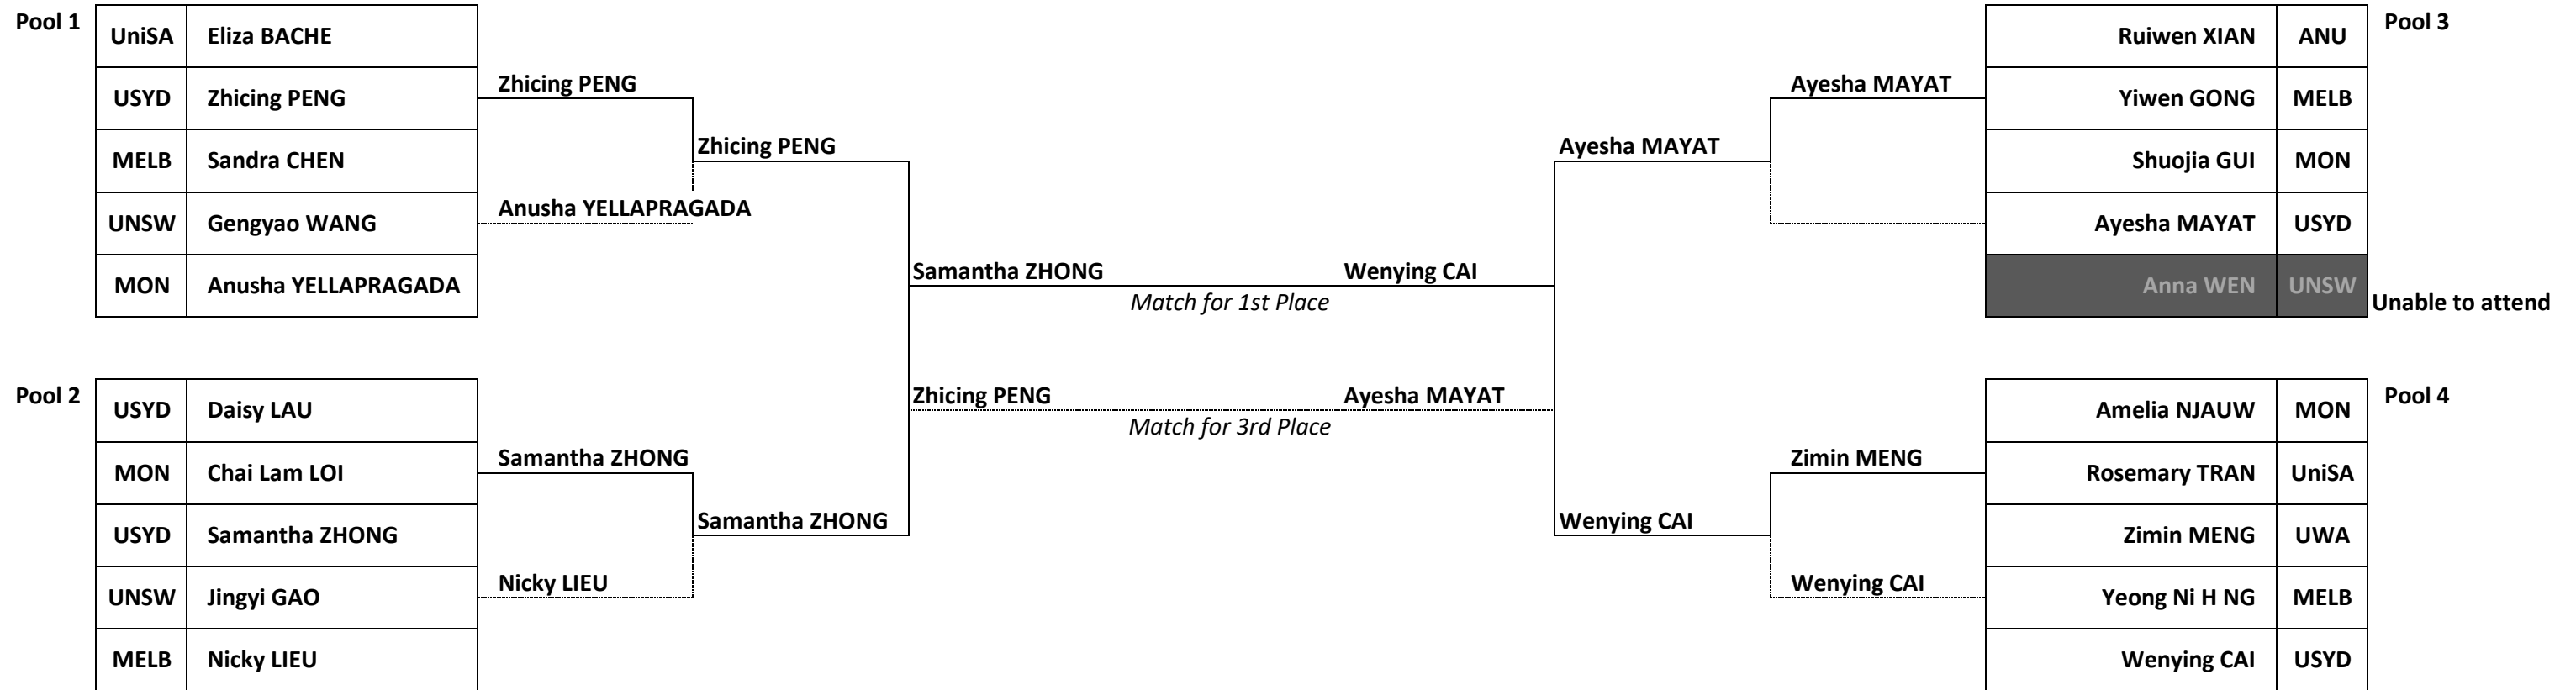 Pool 1
UniSA Eliza BACHE
USYD Zhicing PENG
MELB Sandra CHEN
UNSW Gengyao WANG
MON Anusha YELLAPRAGADA
Pool 2
USYD Daisy LAU
MON Chai Lam LOI
USYD Samantha ZHONG
UNSW Jingyi GAO
MELB Nicky LIEU
Zhicing PENG
Anusha YELLAPRAGADA
Samantha ZHONG
Nicky LIEU
Zhicing PENG
Samantha ZHONG
Samantha ZHONG Wenying CAI
Match for 1st Place
Zhicing PENG Ayesha MAYAT
Match for 3rd Place
Ayesha MAYAT
Wenying CAI
Ayesha MAYAT
Zimin MENG
Wenying CAI
Pool 3
Ruiwen XIAN ANU
Yiwen GONG MELB
Shuojia GUI MON
Ayesha MAYAT USYD
Anna WEN UNSW
Unable to attend
Pool 4
Amelia NJAUW MON
Rosemary TRAN UniSA
Zimin MENG UWA
Yeong Ni H NG MELB
Wenying CAI USYD